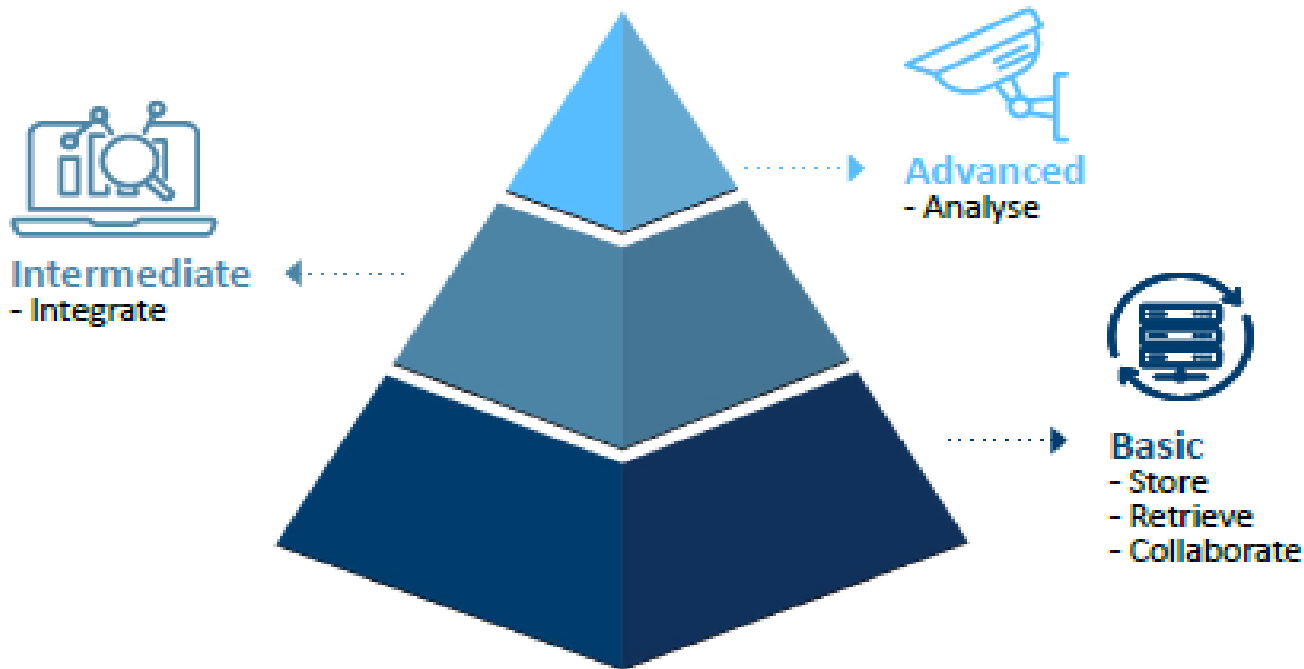 Advanced
- Analyse
Intermediate
- Integrate
Basic
- Store
- Retrieve
- Collaborate